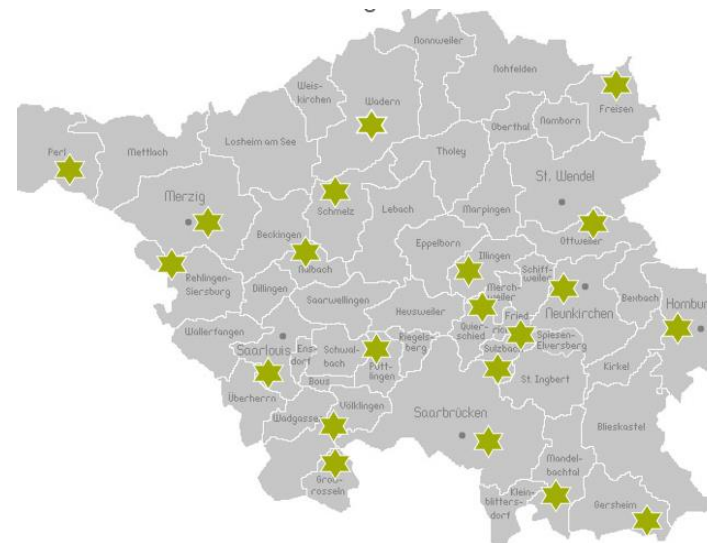 Nonnweiler
Nohfelden
Weis-
kirchen
Wadern
Freisen
Oberthal
Namborn
Perl
Mettlach
Losheim am See
Tholey
St. Wendel
Merzig
Schmelz
Lebach
Marpingen
Beckingen
Ottweiler
Eppelborn
Illingen
Nalbach
Rehlingen-
Siersburg
Dillingen
Saarwellingen
Heusweiler
Merch-
weiler
Schiff-
weiler
Neunkirchen
Bexbach
Homburg
Wallerfangen
Saarlouis
Ens-
dorf
Schwal-
bach
Riegels-
berg
Quier-
schied
Fried
Sulzbach
Spiesen-
Elversberg
Pütt-
lingen
Bous
St. Ingbert
Kirkel
Überherrn
Völklingen
Wadgassen
Saarbrücken
Blieskastel
Groß-
rosseln
Mandel-
bachtal
Klein-
blitters-
dorf
Gersheim